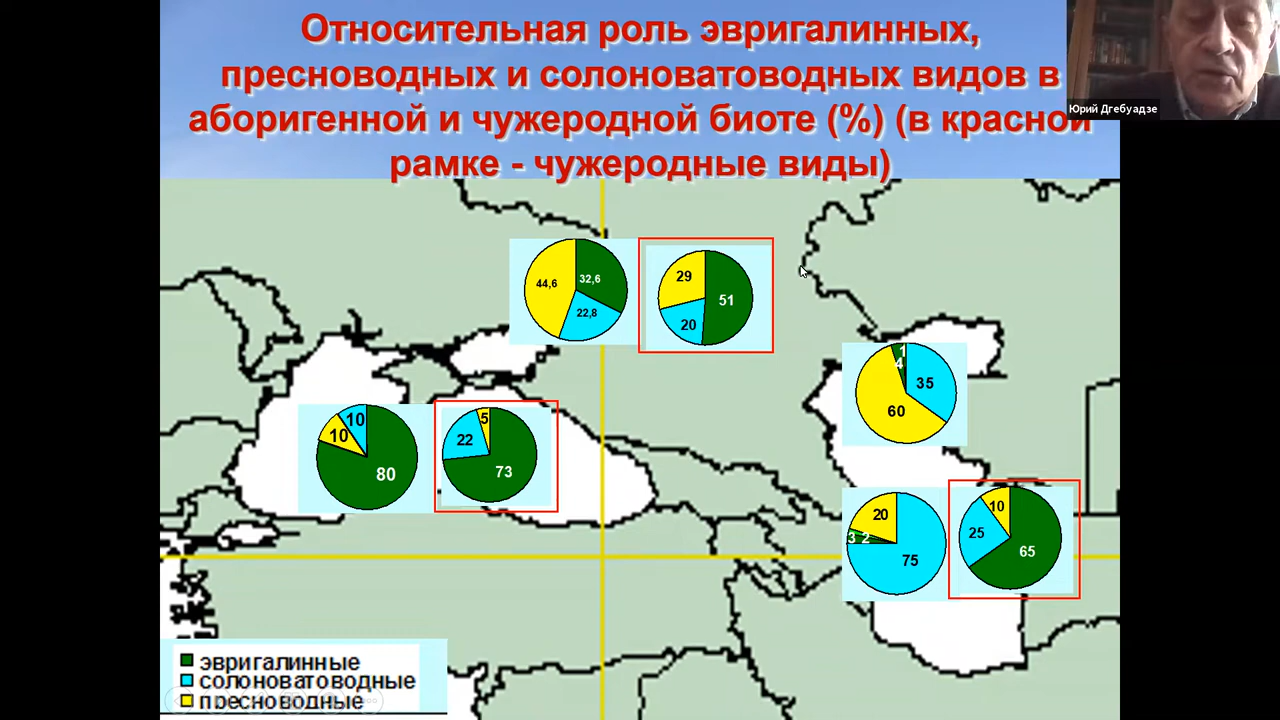 Относительная роль эвригалинных,
пресноводных и солоноватоводных видов в
аборигенной и чужеродной биоте (%) (в красной
рамке - чужеродные виды)
Юрий Дгебуадзе
44,6
32,6
22,8
29
51
20
1
4
35
60
10
10
80
5
22
73
20
3 2
75
10
25
65
эвригалинные
солоноватоводные
пресноводные